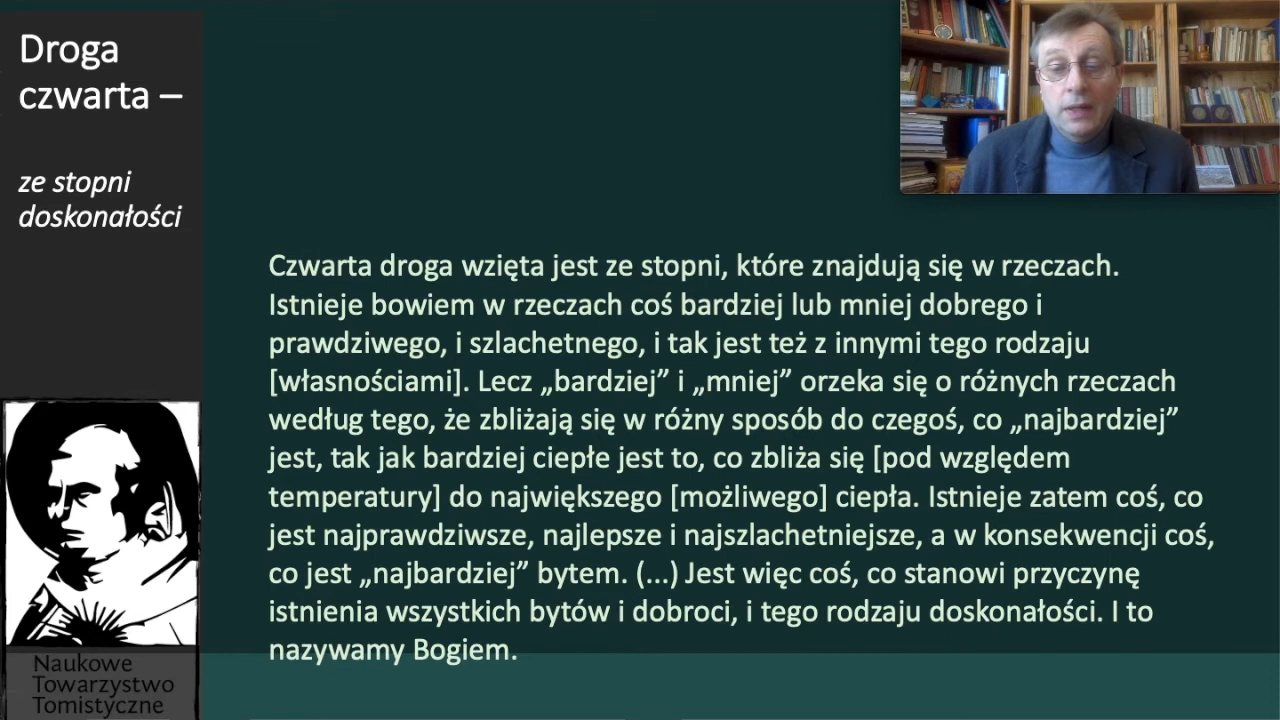 Droga
czwarta –
ze stopni
doskonałości
Czwarta droga wzięta jest ze stopni, które znajdują się w rzeczach.
Istnieje bowiem w rzeczach coś bardziej lub mniej dobrego i
prawdziwego, i szlachetnego, i tak jest też z innymi tego rodzaju
[własnościami]. Lecz „bardziej” i „mniej” orzeka się o różnych rzeczach
według tego, że zbliżają się w różny sposób do czegoś, co „najbardziej”
jest, tak jak bardziej ciepłe jest to, co zbliża się [pod względem
temperatury] do największego [możliwego] ciepła. Istnieje zatem coś, co
jest najprawdziwsze, najlepsze i najszlachetniejsze, a w konsekwencji coś,
co jest „najbardziej” bytem. (...) Jest więc coś, co stanowi przyczynę
istnienia wszystkich bytów i dobroci, i tego rodzaju doskonałości. I to
nazywamy Bogiem.
Naukowe
Towarzystwo
Tomistyczne